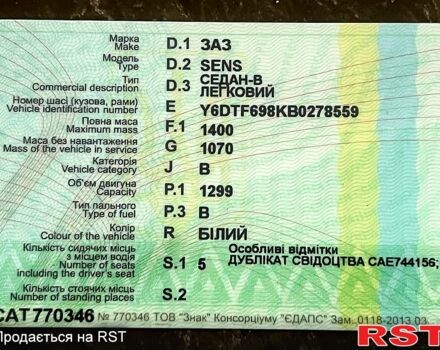 Марка
Make
D.1 ЗАЗ
Модель
Type
D.2 SENS
Тип
Commercial description
D.3 СЕДАН-В
ЛЕГКОВИЙ
Номер шасі (кузова, рами)
Vehicle identification number
E Y6DTF698KB0278559
Повна маса
Maximum mass
F.1 1400
Маса без навантаження
Mass of the vehicle in service
G 1070
Категорія
Vehicle category
J B
Об'єм двигуна
Capacity
P.1 1299
Тип пального
Type of fuel
P.3 B
Колір
Colour of the vehicle
R БІЛИЙ
Кількість сидячих місць
з місцем водія
Number of seats
including the driver's seat
S.1 5
Особливі відмітки
ДУБЛІКАТ СВІДОЦТВА САЕ744156;
Кількість стоячих місць
Number of standing places
S.2
САТ770346
№ 770346 ТОВ "Знак" Консорціуму "ЄДАПС" Зам. 0118-2013 03
Продається на RST
RST